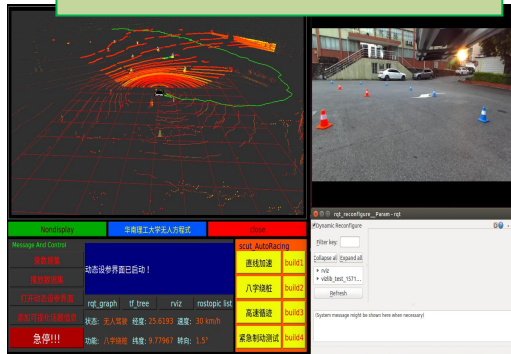 Nondisplay
华南理工大学无人方程式
close
Message And Control
动态设参界面已启动！
打开动态设参界面
急停!!!
rqt_graph tf_tree rviz rostopic list
状态: 无人驾驶 经度: 25.6193 速度: 30 km/h
功能: 八字绕桩 纬度: 9.77967 转向: 1.5°
scut_AutoRacing
直线加速 build1
八字绕桩 build2
高速循迹 build3
紧急制动测试 build4
rqt_reconfigure__Param - rqt
Dynamic Reconfigure
Filter key:
Collapse all Expand all
rviz
vizlib_test_1571...
Refresh
(System message might be shown here when necessary)